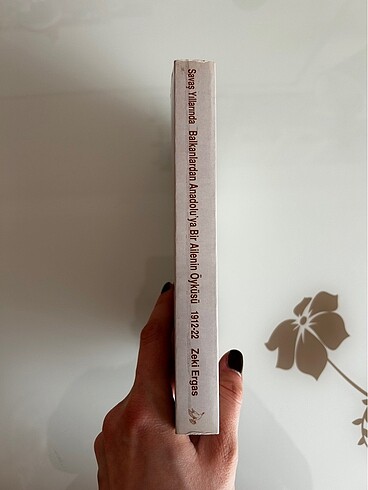 Savaş Yıllarında Balkanlardan Anadolu'ya Bir Ailenin Öyküsü 1912-22 Zeki Ergas